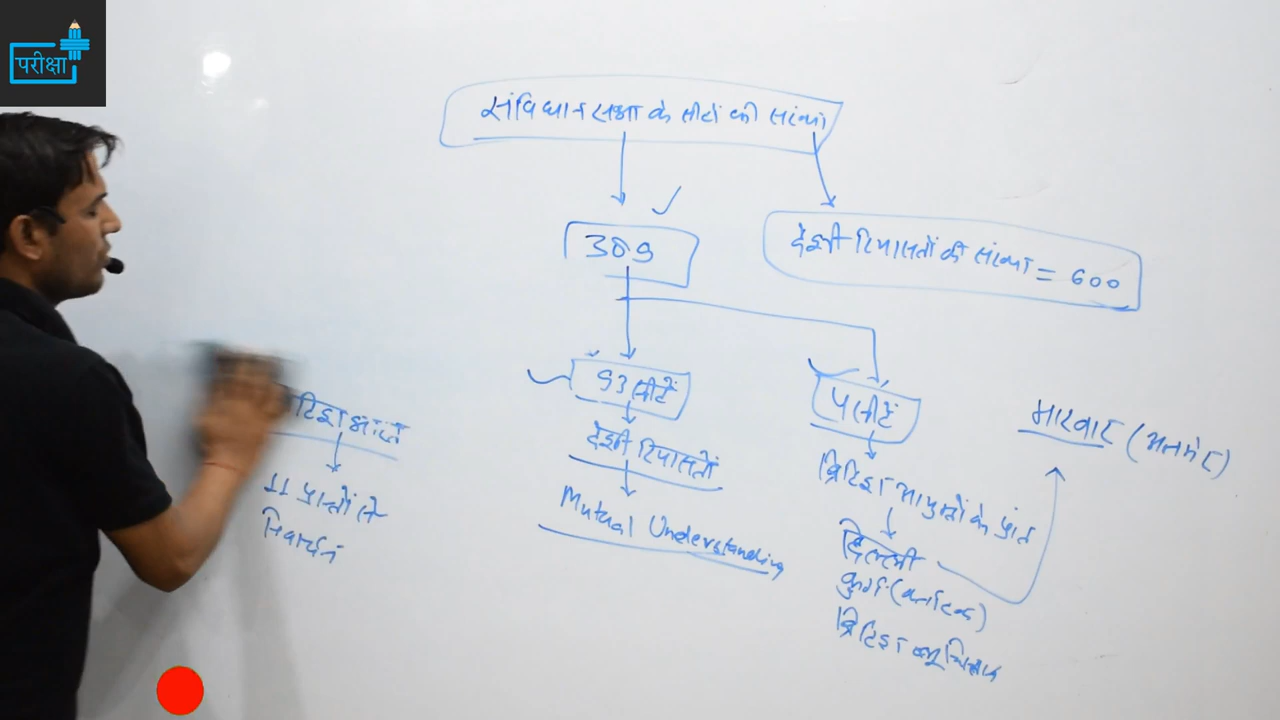 परीक्षा
संविधान सभा के सीटों की संख्या
389
देशी रियासतों की संख्या = 600
93 सीटें
4 सीटें
मारवाड़ (अजमेर)
देशी रियासतों
Mutual Understanding
ब्रिटिश आयुक्तों के प्रांत
दिल्ली
कुर्ग (कर्नाटक)
ब्रिटिश बलूचिस्तान
टिश भारत
11 प्रान्तों से
निर्वाचन